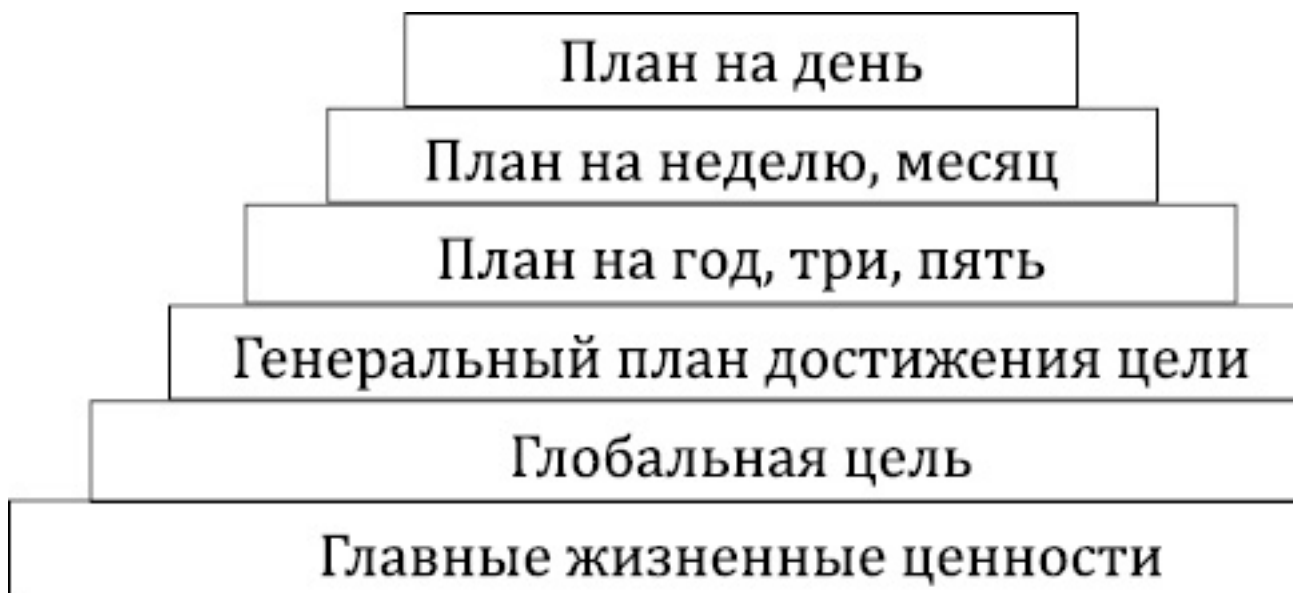 План на день
План на неделю, месяц
План на год, три, пять
Генеральный план достижения цели
Глобальная цель
Главные жизненные ценности